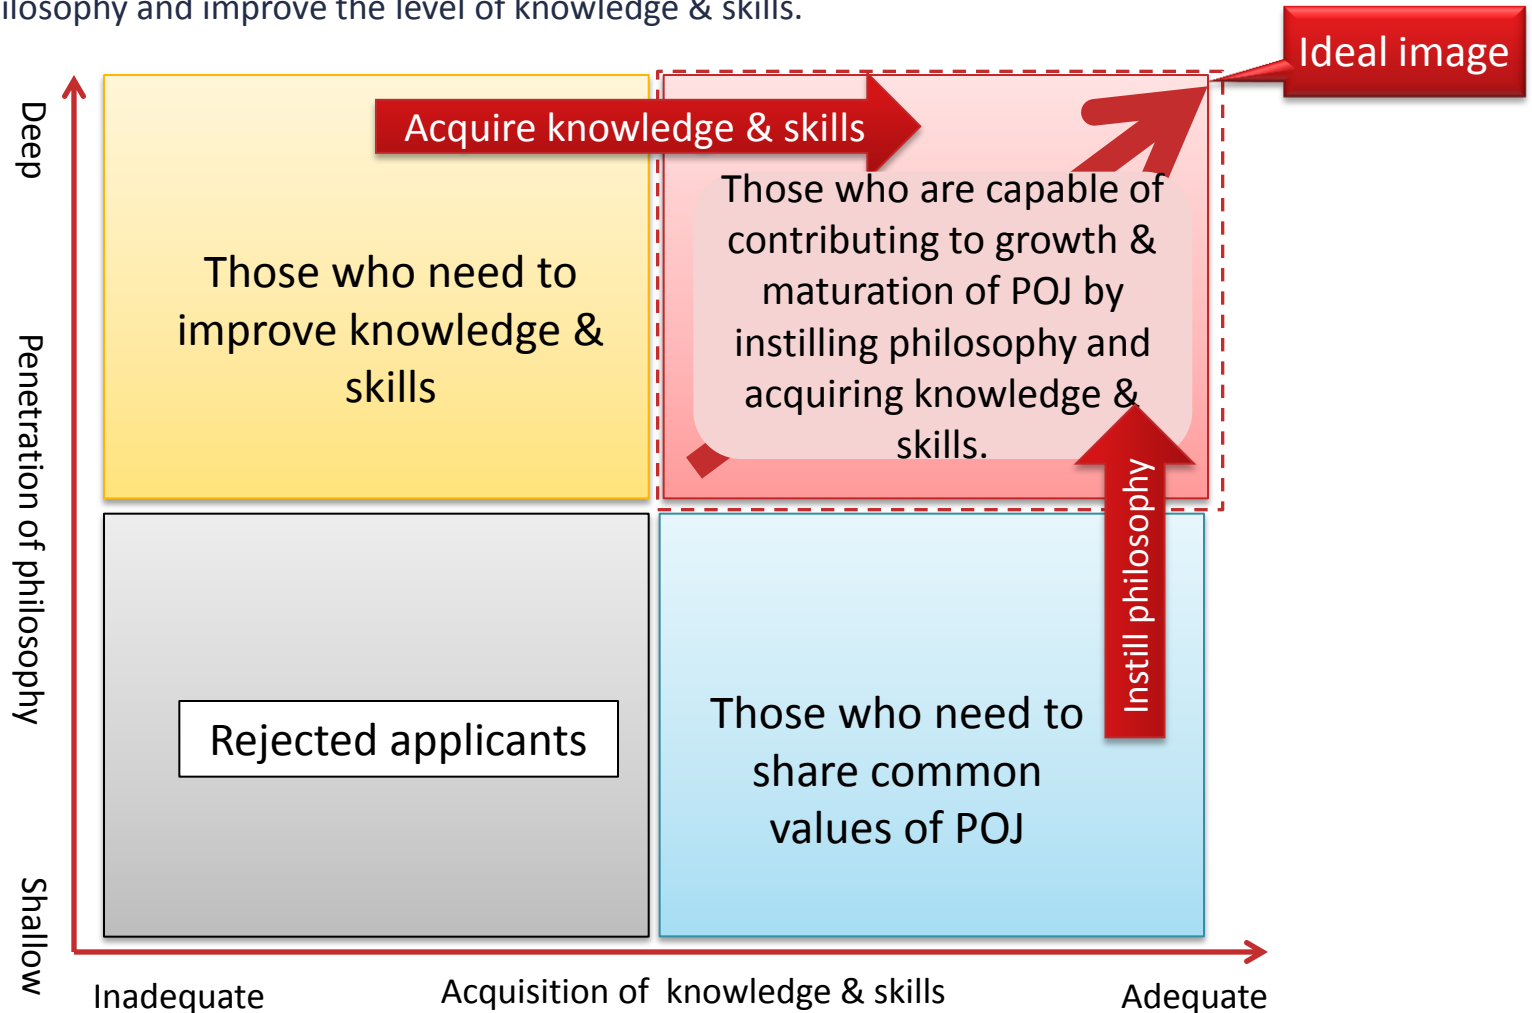 ilosophy and improve the level of knowledge & skills.
Ideal image
Deep
Penetration of philosophy
Shallow
Acquire knowledge & skills
Those who need to
improve knowledge &
skills
Those who are capable of
contributing to growth &
maturation of POJ by
instilling philosophy and
acquiring knowledge &
skills.
Instill philosophy
Rejected applicants
Those who need to
share common
values of POJ
Inadequate
Acquisition of knowledge & skills
Adequate